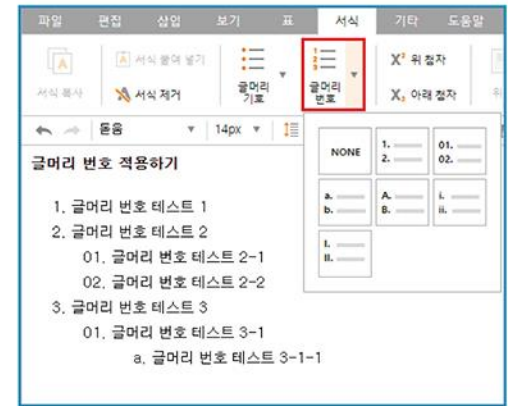 파일 편집 삽입 보기 표 서식 기타 도움말
서식 복사
서식 붙여 넣기
서식 제거
글머리 기호
글머리 번호
X² 위 첨자
X₂ 아래 첨자
돋움 14px
NONE
1. 2.
01. 02.
a. b.
A. B.
i. ii.
I. II.
글머리 번호 적용하기
1. 글머리 번호 테스트 1
2. 글머리 번호 테스트 2
01. 글머리 번호 테스트 2-1
02. 글머리 번호 테스트 2-2
3. 글머리 번호 테스트 3
01. 글머리 번호 테스트 3-1
a. 글머리 번호 테스트 3-1-1